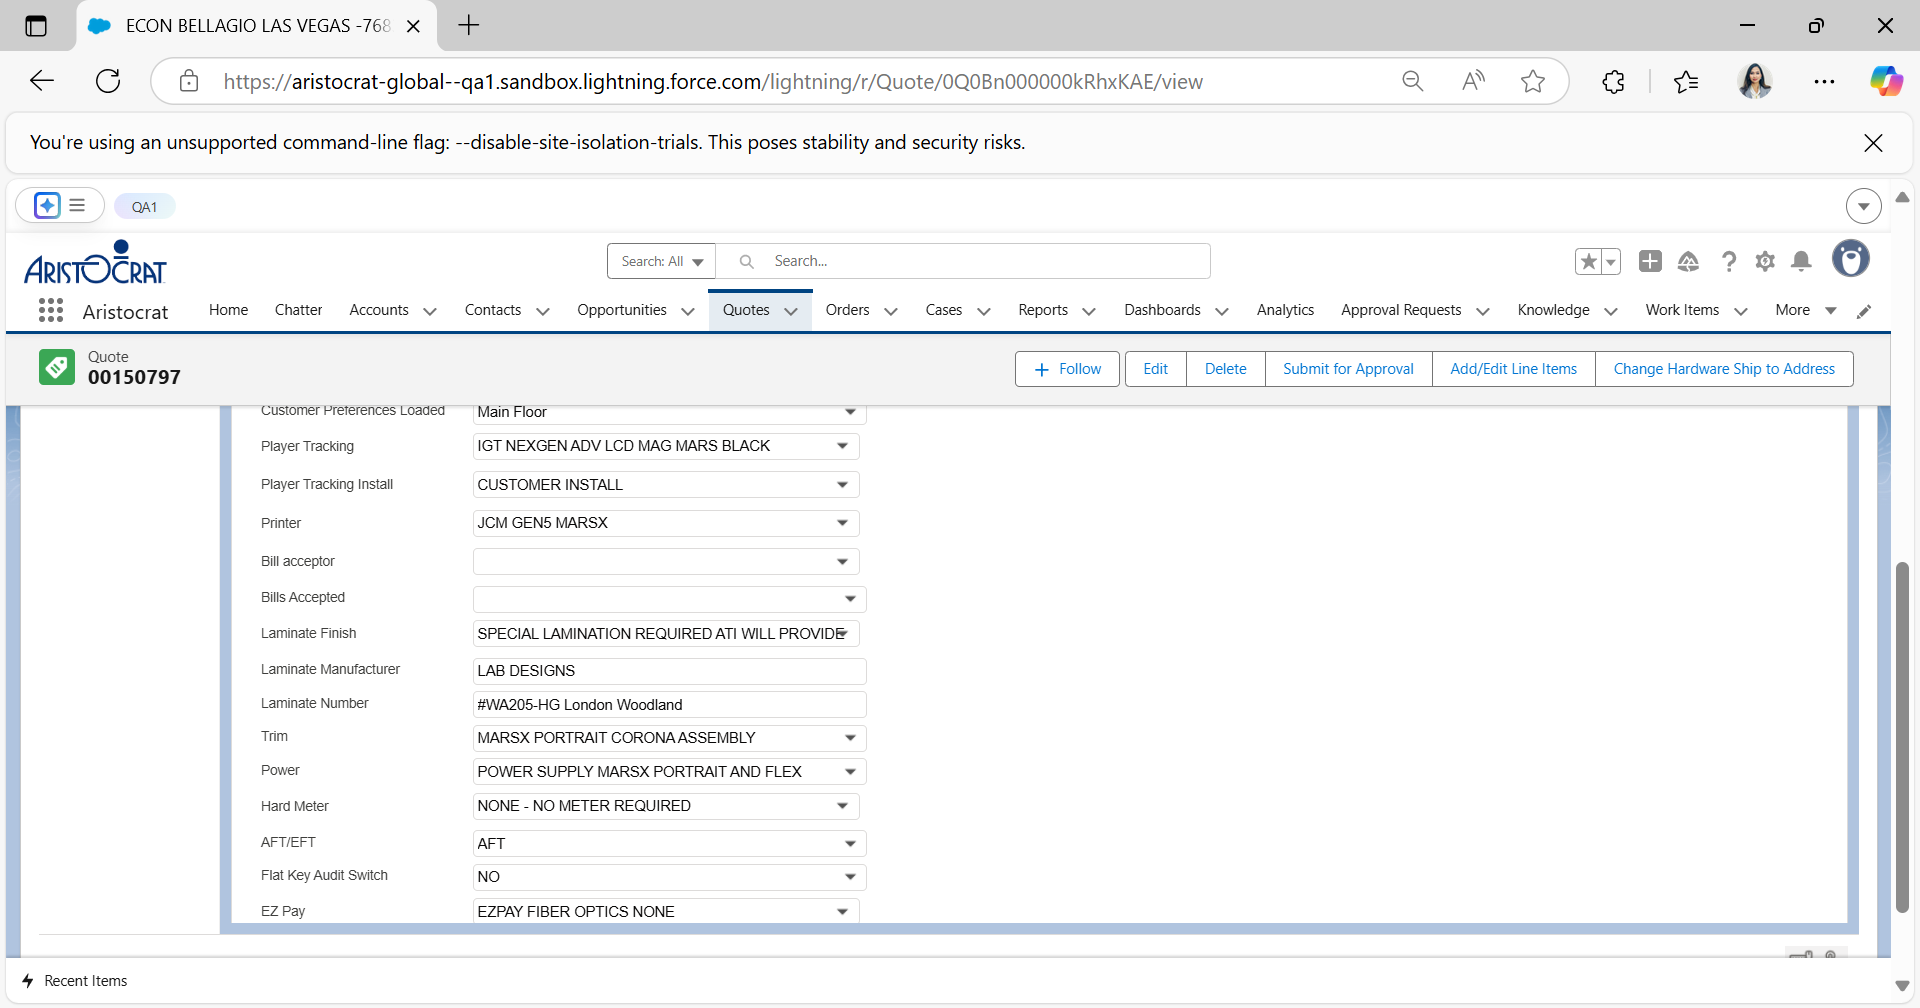 ECON BELLAGIO LAS VEGAS -768
https://aristocrat-global--qa1.sandbox.lightning.force.com/lightning/r/Quote/0Q0Bn000000kRhxKAE/view
You're using an unsupported command-line flag: --disable-site-isolation-trials. This poses stability and security risks.
QA1
ARISTOCRAT
Search: All
Search...
Aristocrat
Home
Chatter
Accounts
Contacts
Opportunities
Quotes
Orders
Cases
Reports
Dashboards
Analytics
Approval Requests
Knowledge
Work Items
More
Quote
00150797
Follow
Edit
Delete
Submit for Approval
Add/Edit Line Items
Change Hardware Ship to Address
Customer Preferences Loaded Main Floor
Player Tracking IGT NEXGEN ADV LCD MAG MARS BLACK
Player Tracking Install CUSTOMER INSTALL
Printer JCM GEN5 MARSX
Bill acceptor
Bills Accepted
Laminate Finish SPECIAL LAMINATION REQUIRED ATI WILL PROVIDE
Laminate Manufacturer LAB DESIGNS
Laminate Number #WA205-HG London Woodland
Trim MARSX PORTRAIT CORONA ASSEMBLY
Power POWER SUPPLY MARSX PORTRAIT AND FLEX
Hard Meter NONE - NO METER REQUIRED
AFT/EFT AFT
Flat Key Audit Switch NO
EZ Pay EZPAY FIBER OPTICS NONE
Recent Items